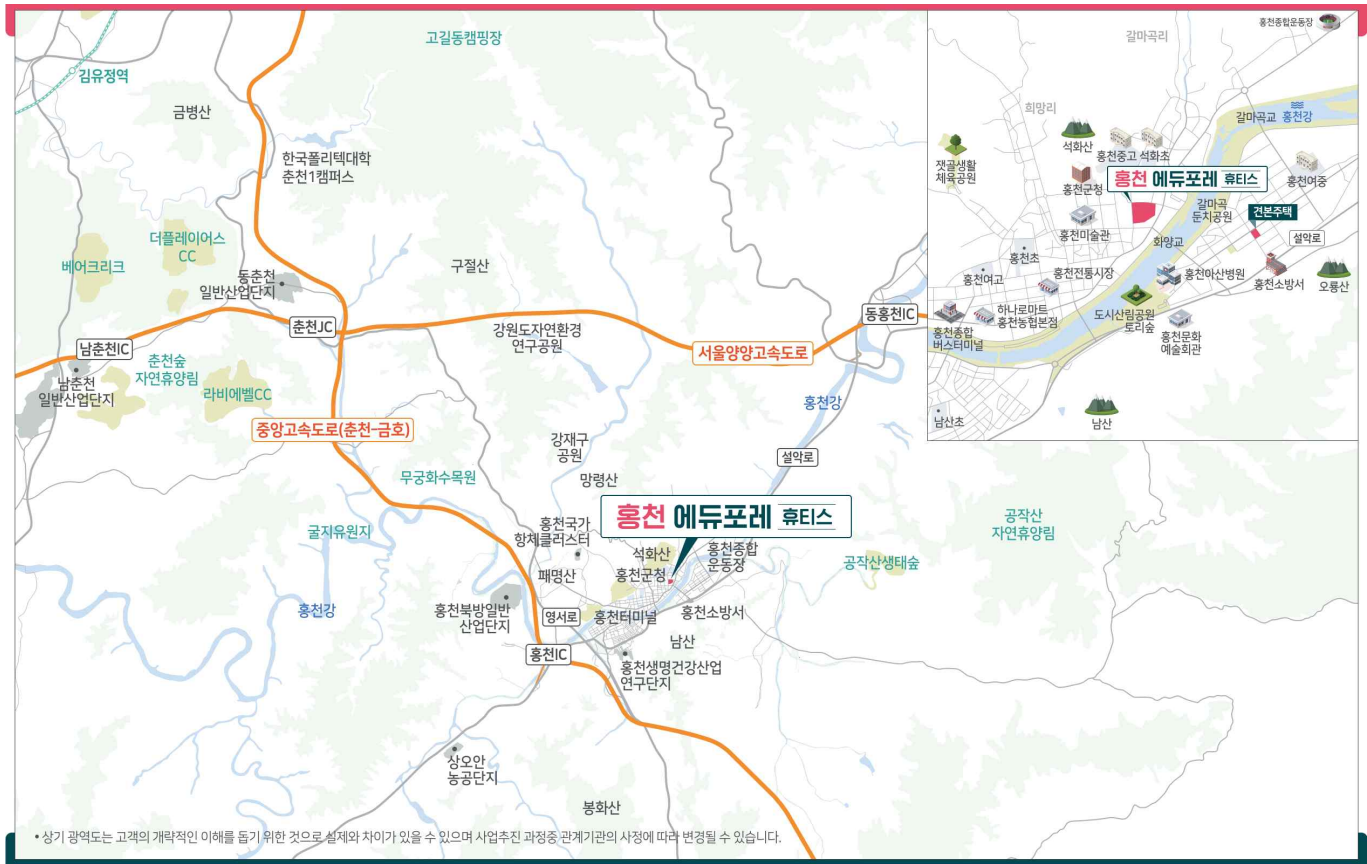 고길동캠핑장
김유정역
금병산
한국폴리텍대학
춘천1캠퍼스
더플레이어스
CC
베어크리크
동춘천
일반산업단지
구절산
춘천JC
남춘천IC
강원도자연환경
연구공원
동홍천IC
서울양양고속도로
춘천숲
자연휴양림
남춘천
일반산업단지
라비에벨CC
홍천강
중앙고속도로(춘천-금호)
강재구
공원
설악로
무궁화수목원
망령산
홍천 에듀포레 휴티스
공작산
자연휴양림
굴지유원지
홍천국가
항체클러스터
석화산
홍천종합
운동장
공작산생태숲
패명산
홍천군청
홍천강
홍천북방일반
산업단지
영서로
홍천터미널
홍천소방서
홍천IC
남산
홍천생명건강산업
연구단지
상오안
농공단지
봉화산
• 상기 광역도는 고객의 개략적인 이해를 돕기 위한 것으로 실제와 차이가 있을 수 있으며 사업추진 과정중 관계기관의 사정에 따라 변경될 수 있습니다.
홍천종합운동장
갈마곡리
희망리
갈마곡교
홍천강
석화산
홍천중고
석화초
잿골생활
체육공원
홍천여중
홍천군청
홍천 에듀포레 휴티스
갈마곡
둔치공원
견본주택
홍천미술관
화양교
설악로
홍천초
홍천여고
홍천전통시장
홍천아산병원
홍천소방서
오룡산
하나로마트
홍천농협본점
도시산림공원
토리숲
홍천종합
버스터미널
홍천문화
예술회관
남산초
남산